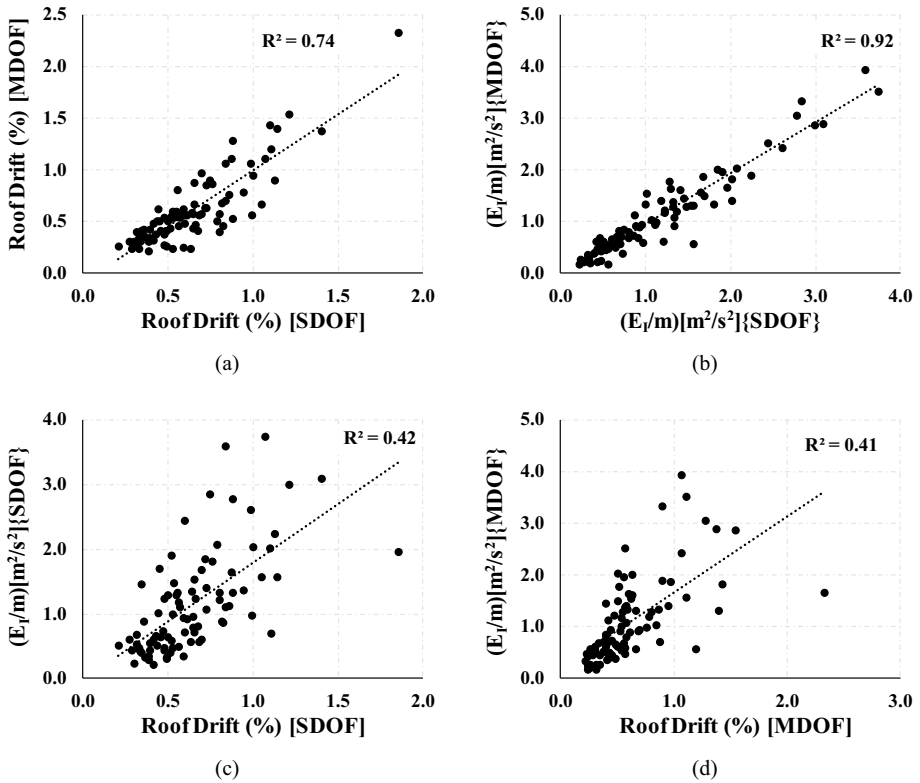 Roof Drift (%) [MDOF]
2.5
2.0
1.5
1.0
0.5
0.0
R² = 0.74
0.0 0.5 1.0 1.5 2.0
Roof Drift (%) [SDOF]
(a)
(E_I/m)[m²/s²]{MDOF}
5.0
4.0
3.0
2.0
1.0
0.0
R² = 0.92
0.0 1.0 2.0 3.0 4.0
(E_I/m)[m²/s²]{SDOF}
(b)
(E_I/m)[m²/s²]{SDOF}
4.0
3.0
2.0
1.0
0.0
R² = 0.42
0.0 0.5 1.0 1.5 2.0
Roof Drift (%) [SDOF]
(c)
(E_I/m)[m²/s²]{MDOF}
5.0
4.0
3.0
2.0
1.0
0.0
R² = 0.41
0.0 1.0 2.0 3.0
Roof Drift (%) [MDOF]
(d)